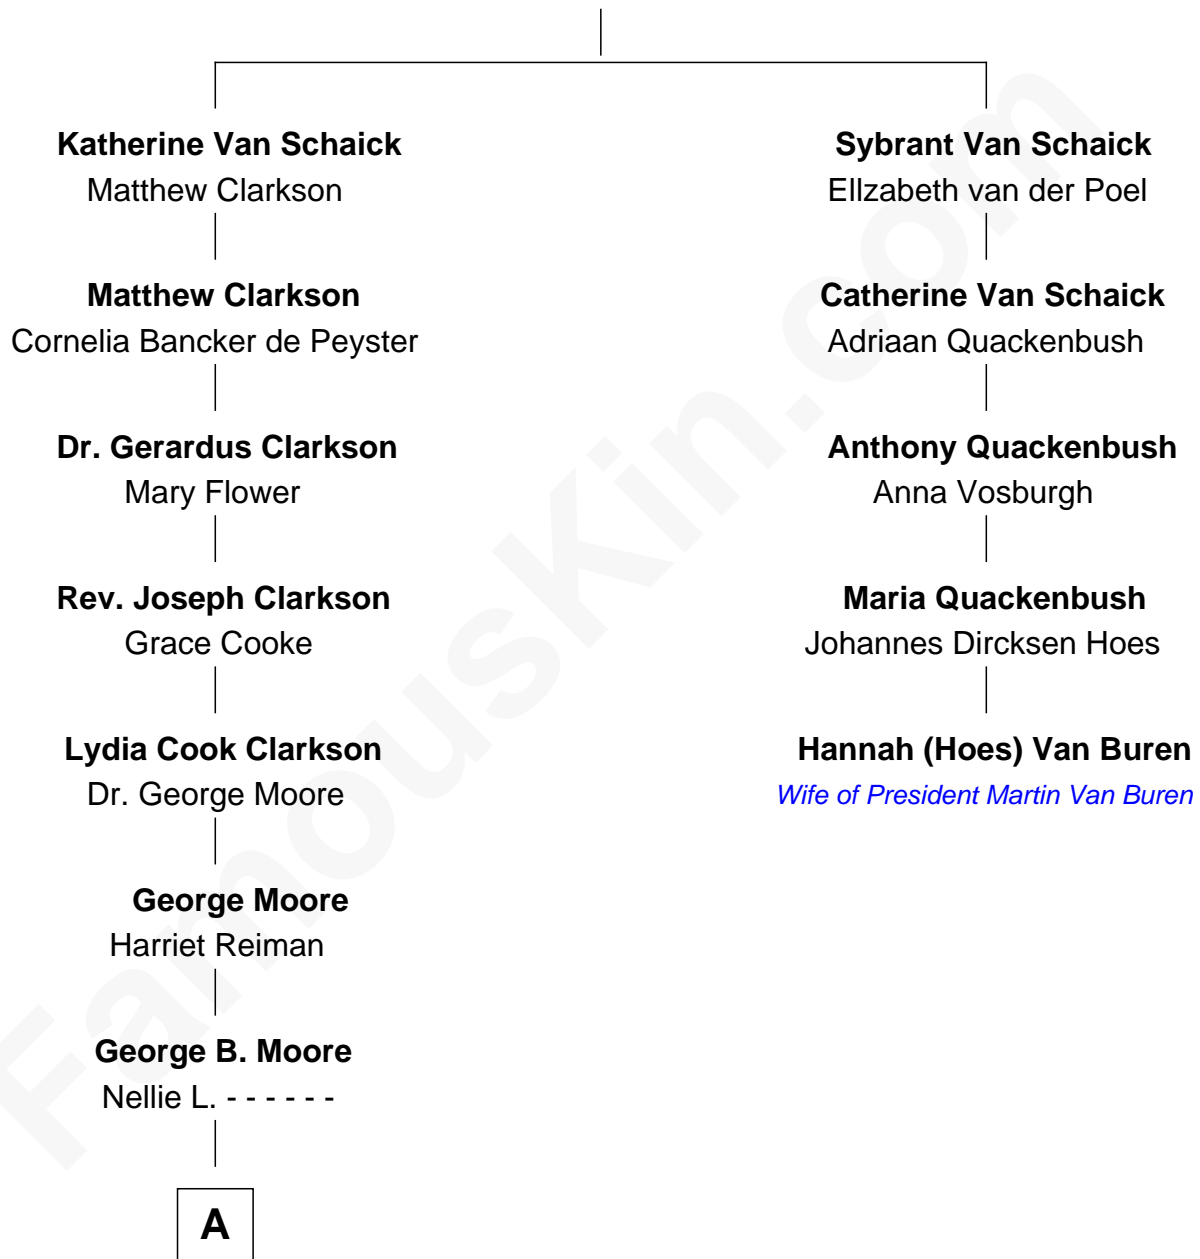 Katherine Van Schaick
Matthew Clarkson
Matthew Clarkson
Cornelia Bancker de Peyster
Dr. Gerardus Clarkson
Mary Flower
Rev. Joseph Clarkson
Grace Cooke
Lydia Cook Clarkson
Dr. George Moore
George Moore
Harriet Reiman
George B. Moore
Nellie L. - - - - - -
A
Sybrant Van Schaick
Ellzabeth van der Poel
Catherine Van Schaick
Adriaan Quackenbush
Anthony Quackenbush
Anna Vosburgh
Maria Quackenbush
Johannes Dircksen Hoes
Hannah (Hoes) Van Buren
Wife of President Martin Van Buren
FamousKin.com